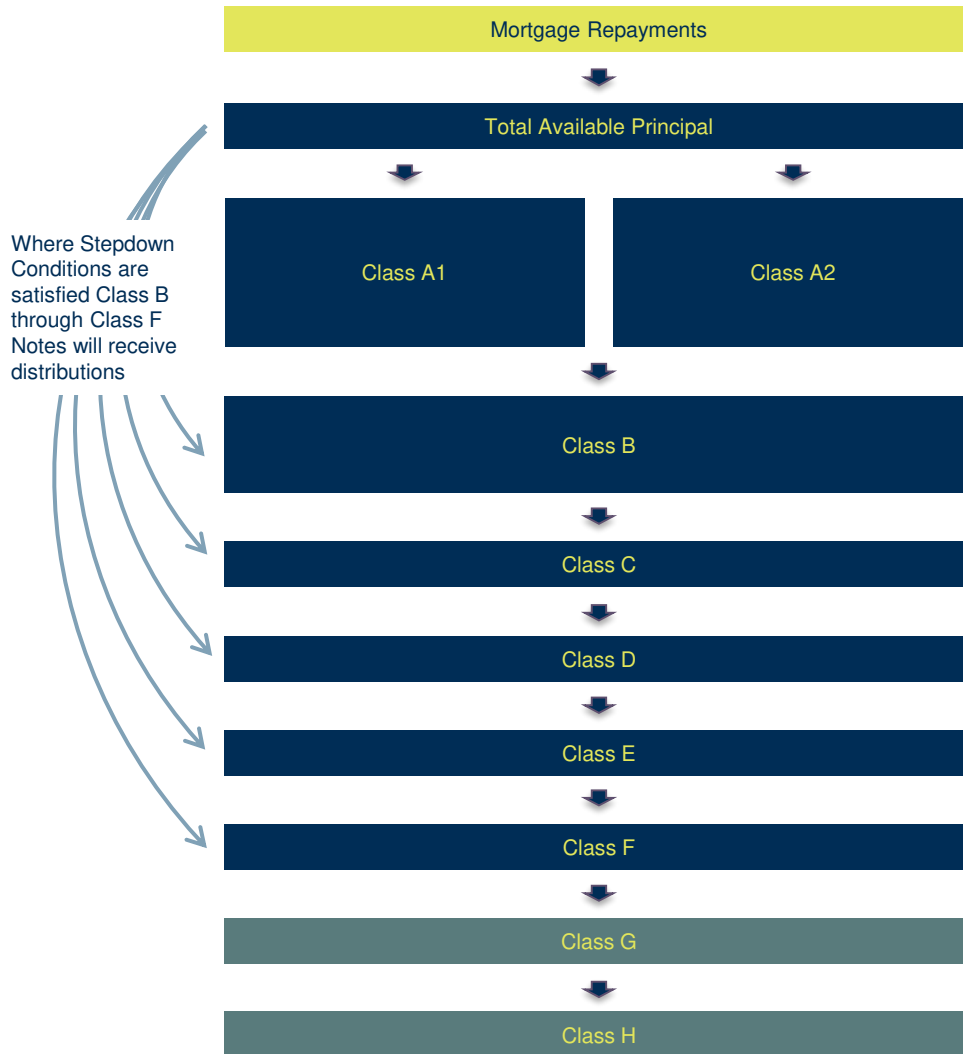 Mortgage Repayments
Total Available Principal
Where Stepdown
Conditions are
satisfied Class B
through Class F
Notes will receive
distributions
Class A1
Class A2
Class B
Class C
Class D
Class E
Class F
Class G
Class H